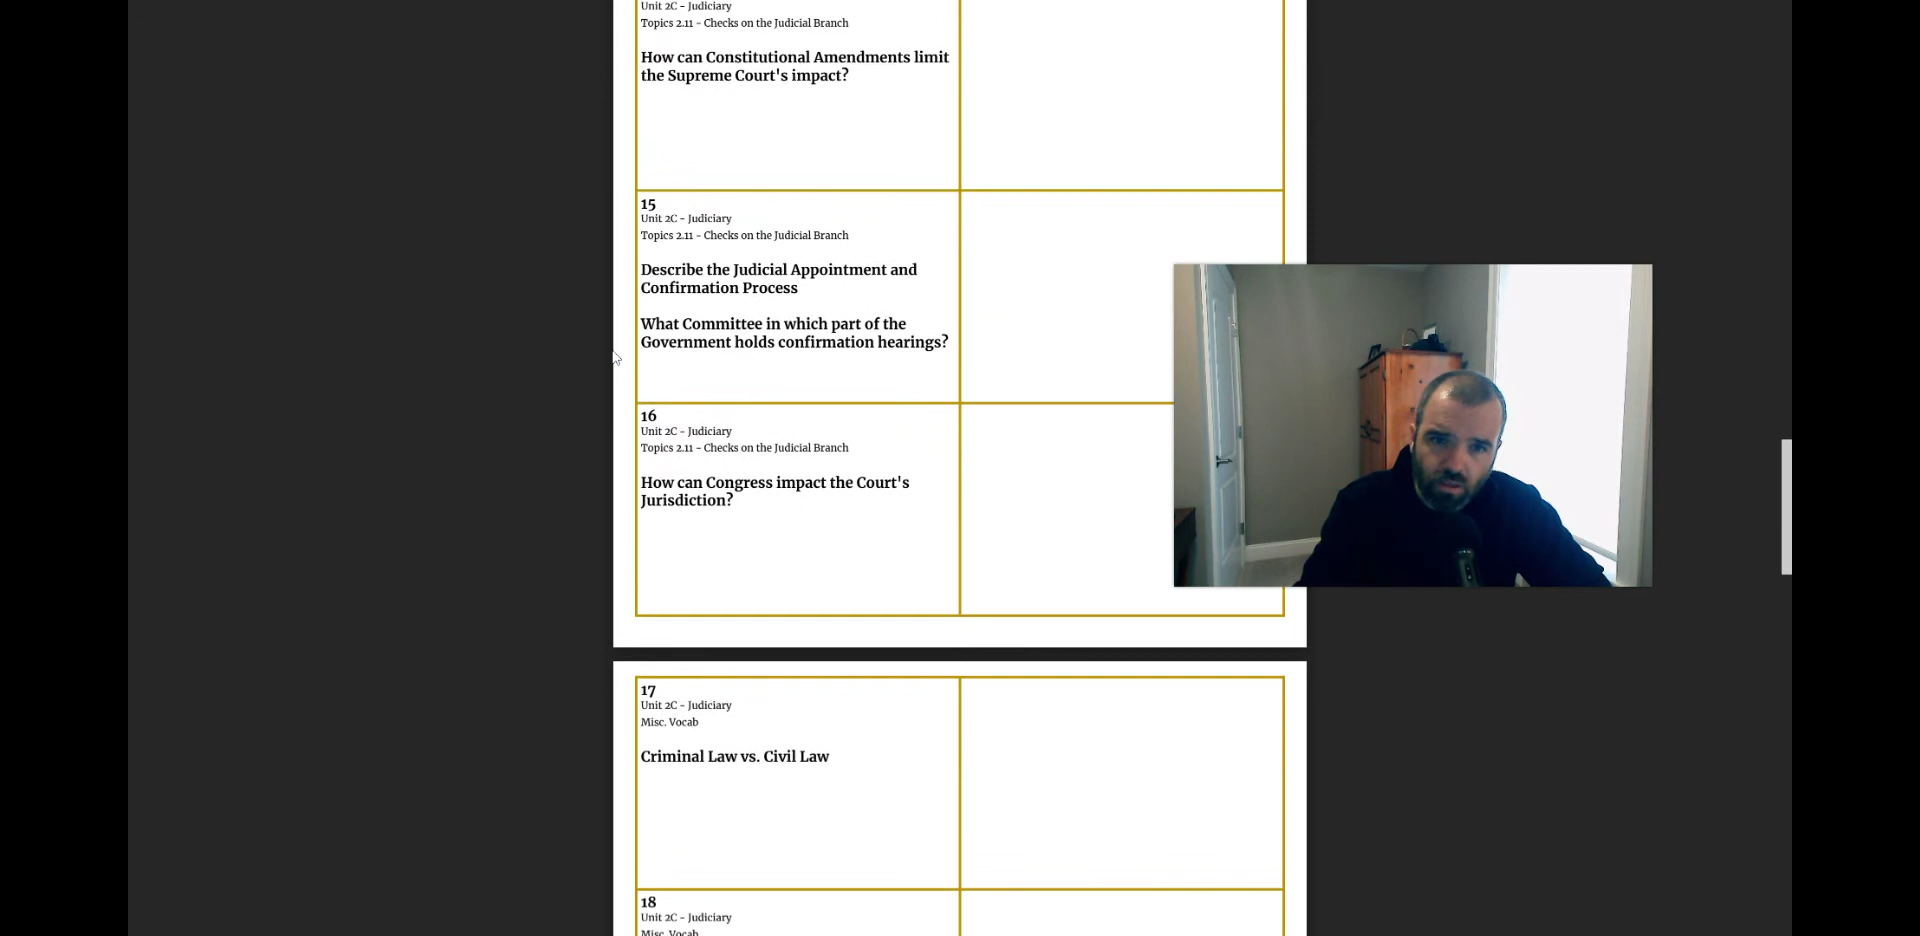 Unit 2C - Judiciary
Topics 2.11 - Checks on the Judicial Branch
How can Constitutional Amendments limit
the Supreme Court's impact?
15
Unit 2C - Judiciary
Topics 2.11 - Checks on the Judicial Branch
Describe the Judicial Appointment and
Confirmation Process
What Committee in which part of the
Government holds confirmation hearings?
16
Unit 2C - Judiciary
Topics 2.11 - Checks on the Judicial Branch
How can Congress impact the Court's
Jurisdiction?
17
Unit 2C - Judiciary
Misc. Vocab
Criminal Law vs. Civil Law
18
Unit 2C - Judiciary
Misc. Vocab